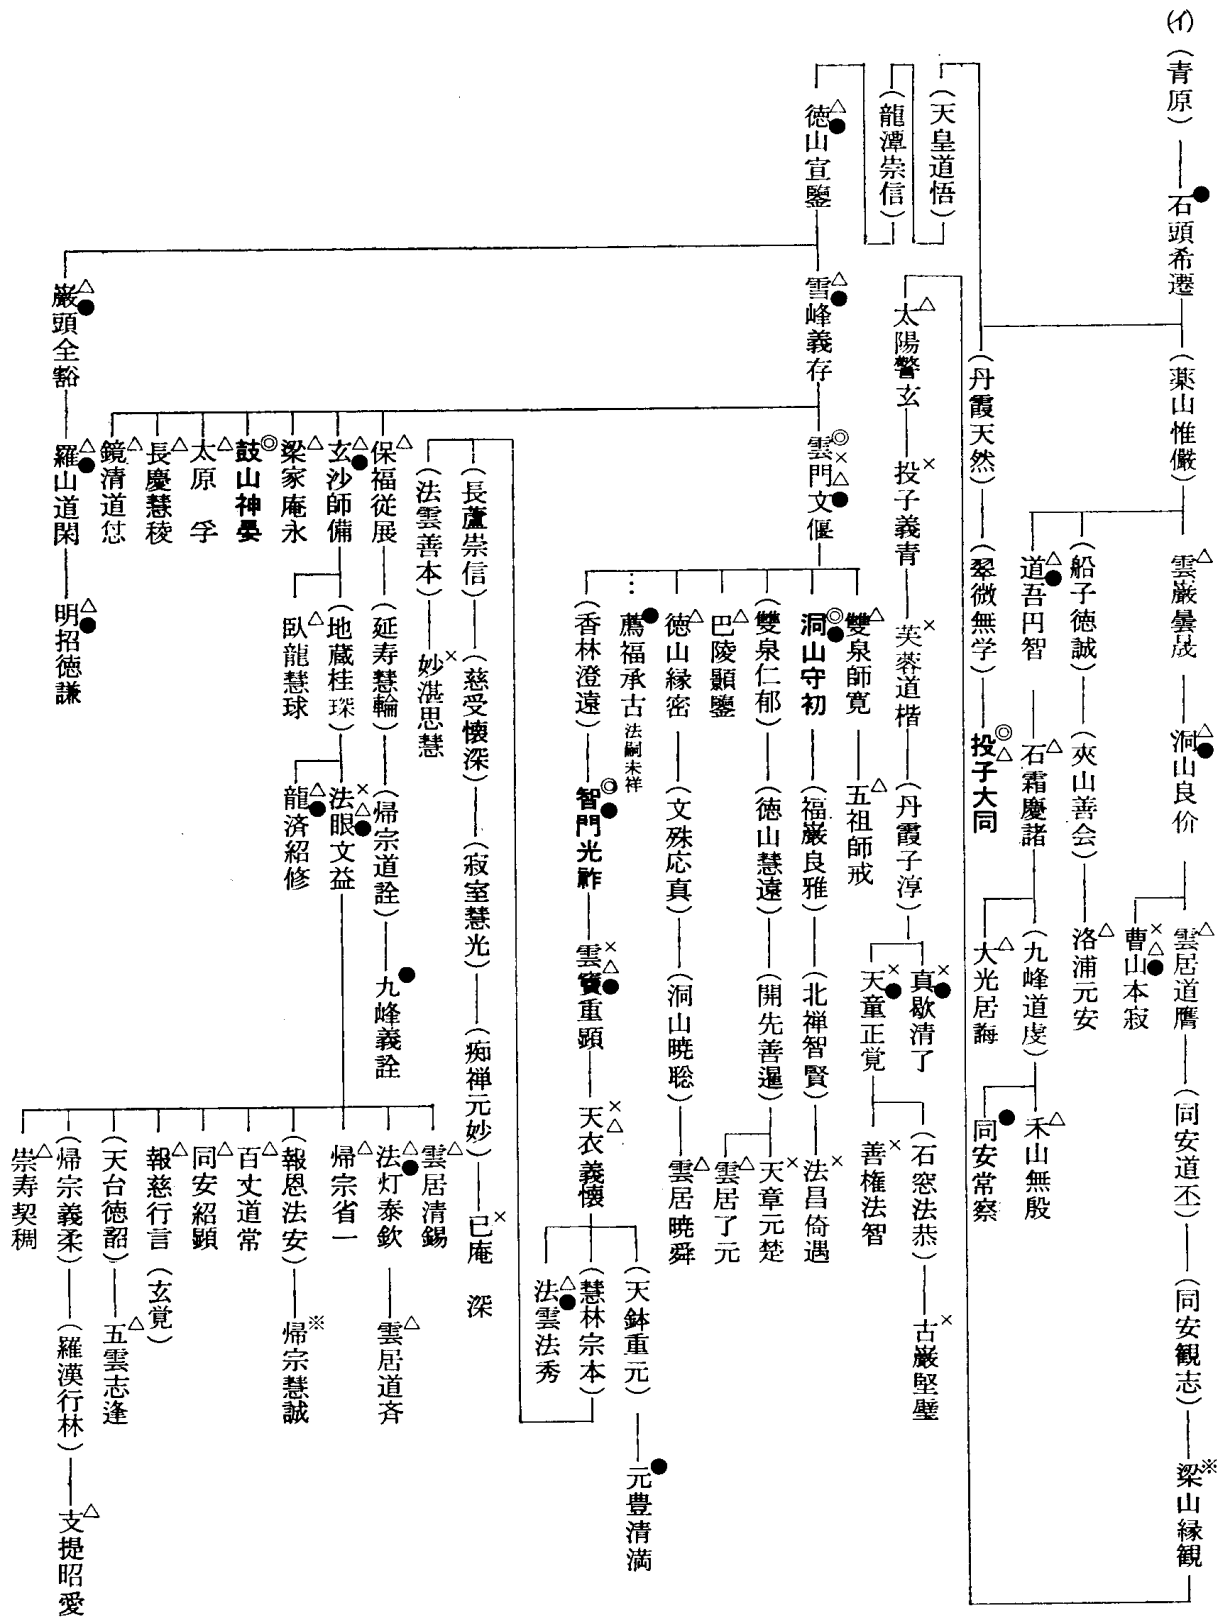 (イ)
(青原)
●石頭希遷
(薬山惟儼)
△雲巌曇晟
△●洞山良价
△雲居道膺
(同安道丕)
(同安観志)
※梁山縁観
×△●曹山本寂
(船子徳誠)
(夾山善会)
△洛浦元安
△●道吾円智
△石霜慶諸
(九峰道虔)
△禾山無殷
●同安常察
△大光居誨
(丹霞天然)
(翠微無学)
◎△投子大同
△太陽警玄
×投子義青
×芙蓉道楷
(丹霞子淳)
×●真歇清了
×●天童正覚
(石窓法恭)
×古巌堅璧
×善権法智
(天皇道悟)
(龍潭崇信)
△●徳山宣鑒
△●雪峰義存
◎×△●雲門文偃
△雙泉師寛
△五祖師戒
◎●洞山守初
(福巌良雅)
(北禅智賢)
×法昌倚遇
(雙泉仁郁)
(徳山慧遠)
(開先善暹)
×天章元楚
△雲居了元
△巴陵顥鑒
△徳山縁密
(文殊応真)
(洞山暁聡)
△雲居暁舜
●薦福承古 法嗣未祥
(香林澄遠)
◎●智門光祚
×△●雲竇重顕
×△天衣義懐
(天鉢重元)
●元豊清満
(慧林宗本)
△●法雲法秀
(長蘆崇信)
(慈受懐深)
(寂室慧光)
(痴禅元妙)
×已庵 深
(法雲善本)
×妙湛思慧
△保福従展
(延寿慧輪)
(帰宗道詮)
●九峰義詮
△●玄沙師備
(地蔵桂琛)
×△●法眼文益
△雲居清錫
△●法灯泰欽
△雲居道斉
△帰宗省一
(報恩法安)
※帰宗慧誠
△百丈道常
△同安紹顕
△報慈行言(玄覚)
(天台徳韶)
△五雲志逢
(帰宗義柔)
(羅漢行林)
△支提昭愛
△崇寿契稠
△●龍済紹修
△臥龍慧球
△梁家庵永
◎鼓山神晏
△太原 孚
△長慶慧稜
△鏡清道怤
△●巌頭全豁
△●羅山道閑
△●明招徳謙